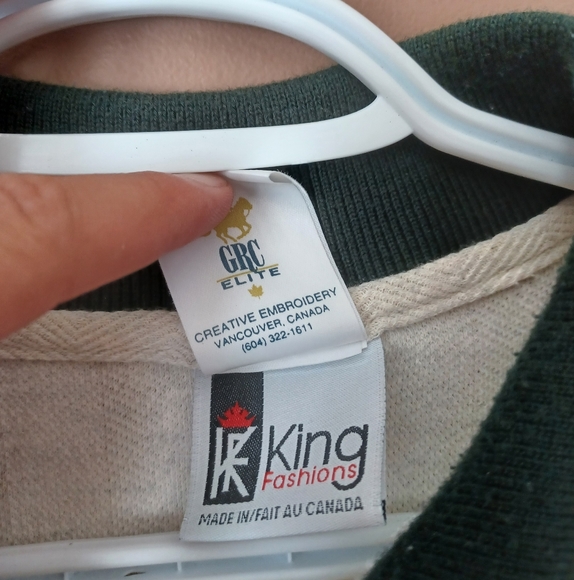 GRC
ELITE
CREATIVE EMBROIDERY
VANCOUVER, CANADA
(604) 322-1611
KF
King
Fashions
MADE IN/FAIT AU CANADA